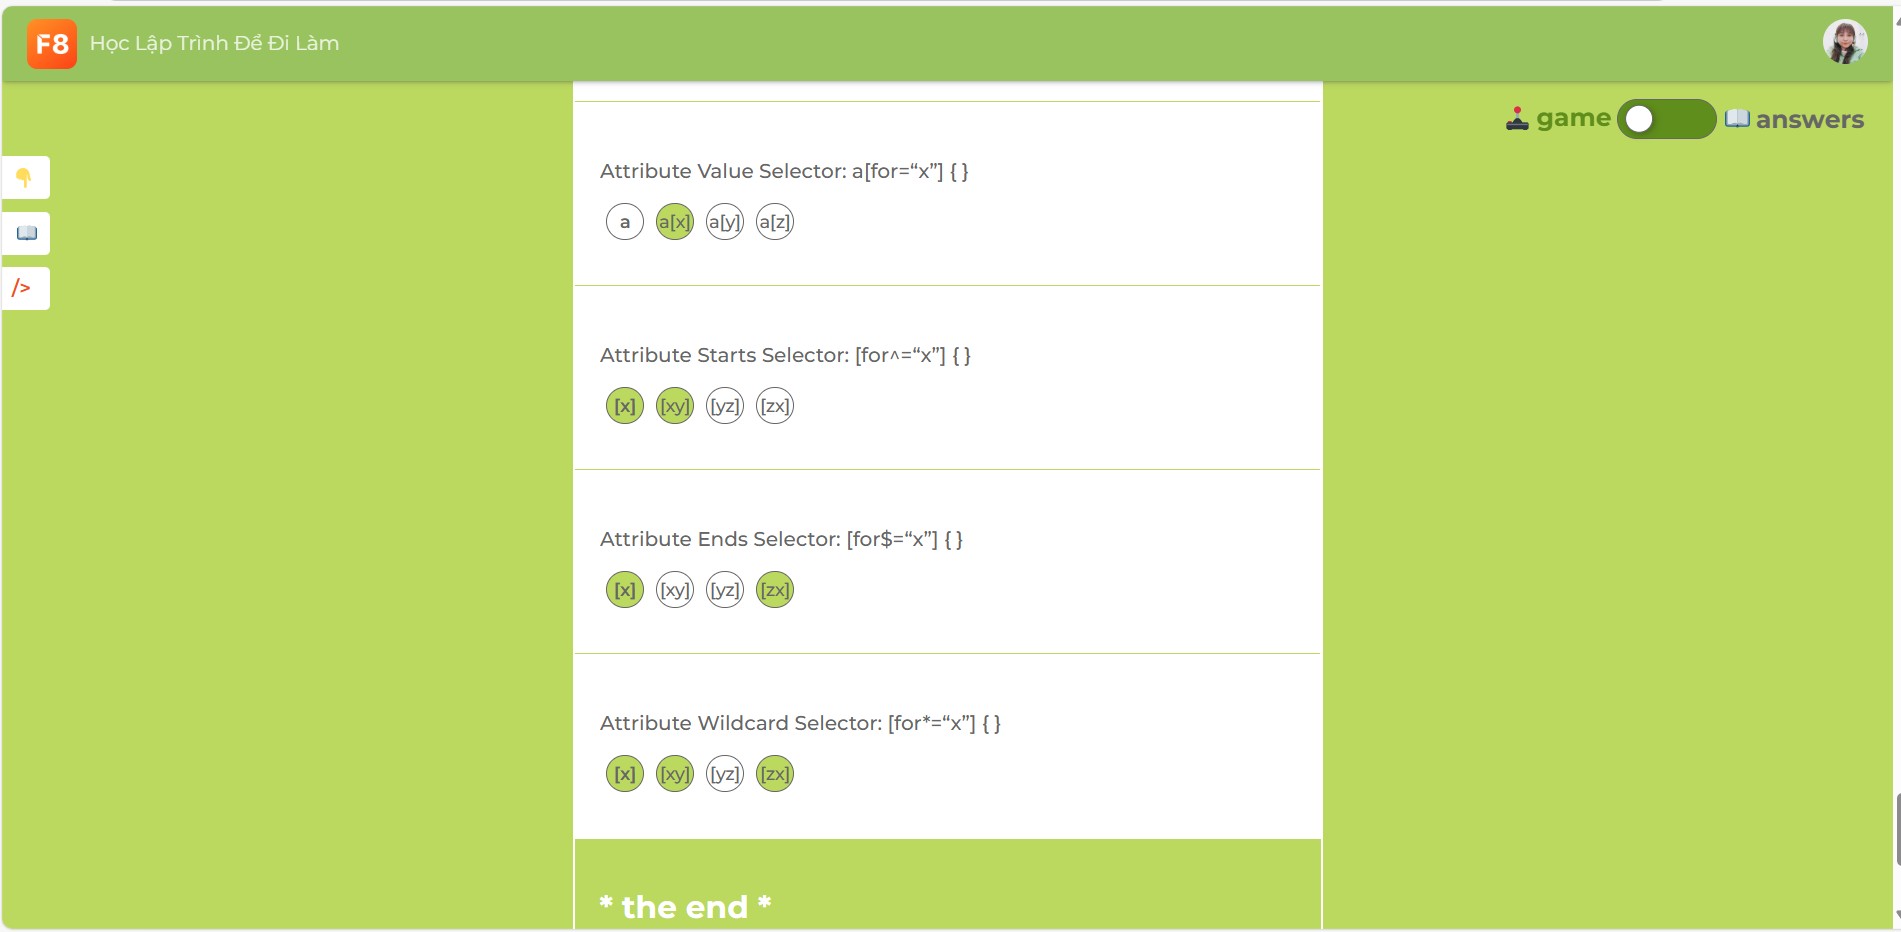 F8 Học Lập Trình Để Đi Làm
game answers
/>
Attribute Value Selector: a[for=“x”] { }
a a[x] a[y] a[z]
Attribute Starts Selector: [for^=“x”] { }
[x] [xy] [yz] [zx]
Attribute Ends Selector: [for$=“x”] { }
[x] [xy] [yz] [zx]
Attribute Wildcard Selector: [for*=“x”] { }
[x] [xy] [yz] [zx]
* the end *